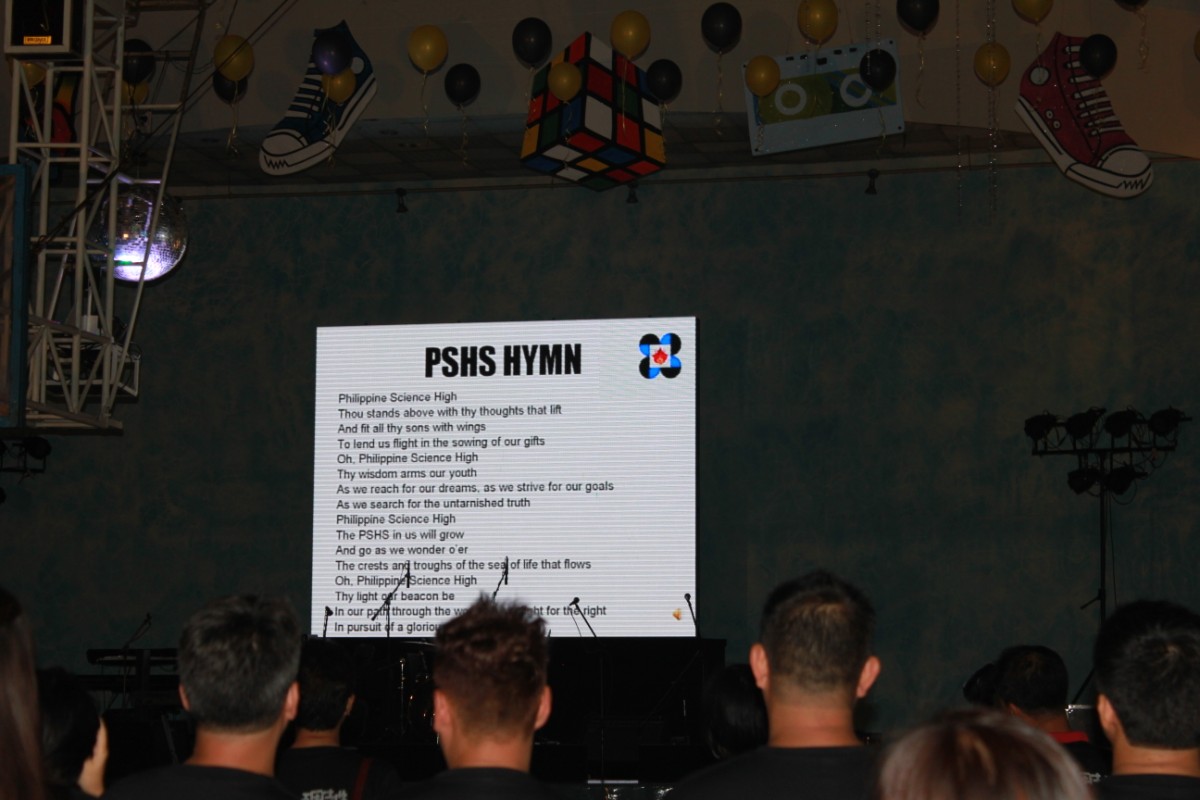 PSHS HYMN
Philippine Science High
Thou stands above with thy thoughts that lift
And fit all thy sons with wings
To lend us flight in the sowing of our gifts
Oh, Philippine Science High
Thy wisdom arms our youth
As we reach for our dreams, as we strive for our goals
As we search for the untarnished truth
Philippine Science High
The PSHS in us will grow
And go as we wonder o'er
The crests and troughs of the sea of life that flows
Oh, Philippine Science High
Thy light our beacon be
In our path through the for the right
In pursuit of a